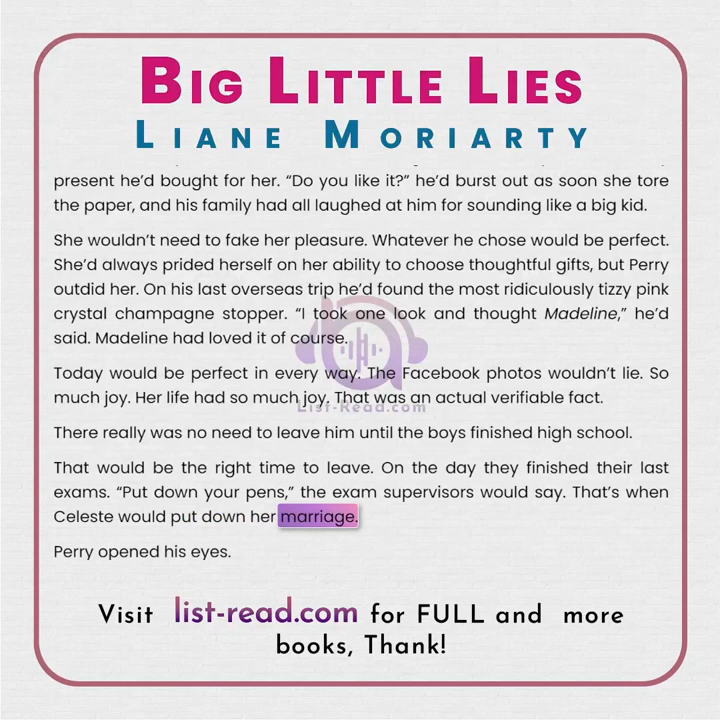 BIG LITTLE LIES
LIANE MORIARTY
present he’d bought for her. “Do you like it?” he’d burst out as soon she tore
the paper, and his family had all laughed at him for sounding like a big kid.
She wouldn’t need to fake her pleasure. Whatever he chose would be perfect.
She’d always prided herself on her ability to choose thoughtful gifts, but Perry
outdid her. On his last overseas trip he’d found the most ridiculously tizzy pink
crystal champagne stopper. “I took one look and thought Madeline,” he’d
said. Madeline had loved it of course.
Today would be perfect in every way. The Facebook photos wouldn’t lie. So
much joy. Her life had so much joy. That was an actual verifiable fact.
List-Read.com
There really was no need to leave him until the boys finished high school.
That would be the right time to leave. On the day they finished their last
exams. “Put down your pens,” the exam supervisors would say. That’s when
Celeste would put down her marriage.
Perry opened his eyes.
Visit list-read.com for FULL and more
books, Thank!